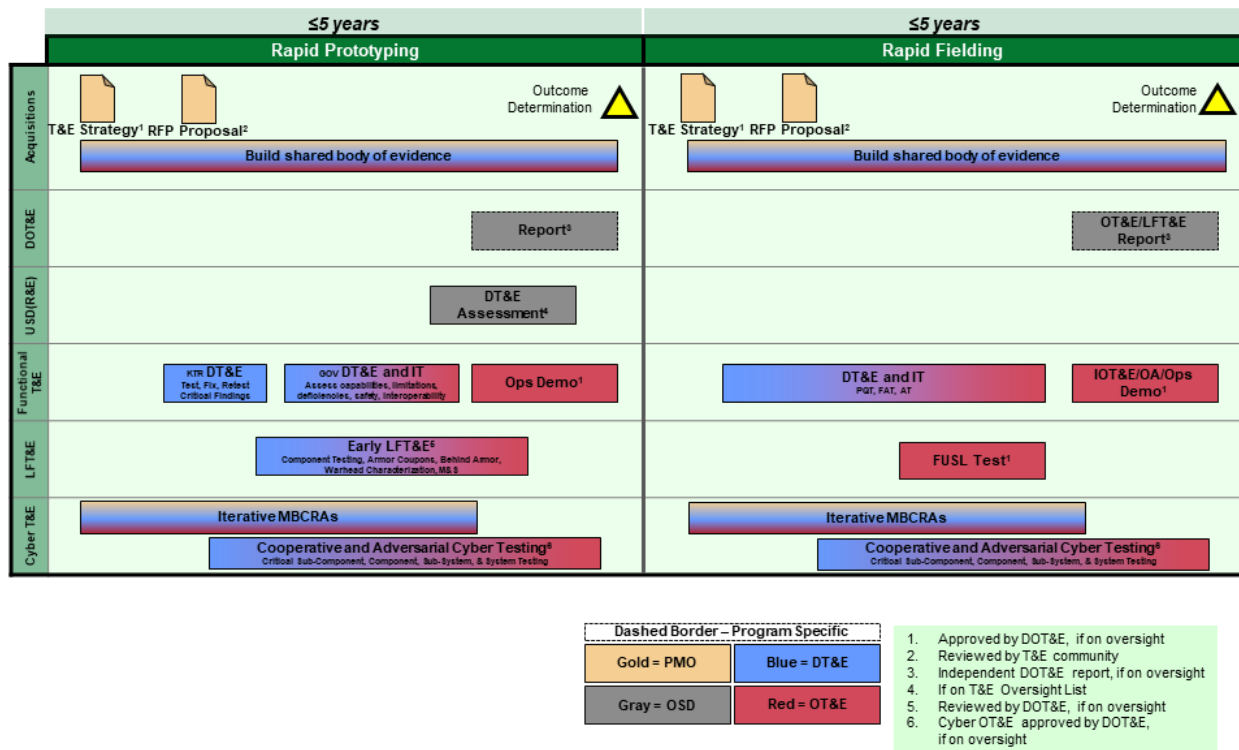 ≤5 years
≤5 years
Rapid Prototyping
Rapid Fielding
Acquisitions
T&E Strategy¹
RFP Proposal²
Outcome
Determination
Build shared body of evidence
T&E Strategy¹
RFP Proposal²
Outcome
Determination
Build shared body of evidence
DOT&E
Report³
OT&E/LFT&E
Report³
USD(R&E)
DT&E
Assessment⁴
Functional
T&E
KTR DT&E
Test, Fix, Retest
Critical Findings
GOV DT&E and IT
Assess capabilities, limitations,
deficiencies, safety, interoperability
Ops Demo¹
DT&E and IT
PQT, FAT, AT
IOT&E/OA/Ops
Demo¹
LFT&E
Early LFT&E⁵
Component Testing, Armor Coupons, Behind Armor,
Warhead Characterization, M&S
FUSL Test¹
Cyber T&E
Iterative MBCRAs
Cooperative and Adversarial Cyber Testing⁶
Critical Sub-Component, Component, Sub-System, & System Testing
Iterative MBCRAs
Cooperative and Adversarial Cyber Testing⁶
Critical Sub-Component, Component, Sub-System, & System Testing
Dashed Border – Program Specific
Gold = PMO
Blue = DT&E
Gray = OSD
Red = OT&E
1. Approved by DOT&E, if on oversight
2. Reviewed by T&E community
3. Independent DOT&E report, if on oversight
4. If on T&E Oversight List
5. Reviewed by DOT&E, if on oversight
6. Cyber OT&E approved by DOT&E,
if on oversight